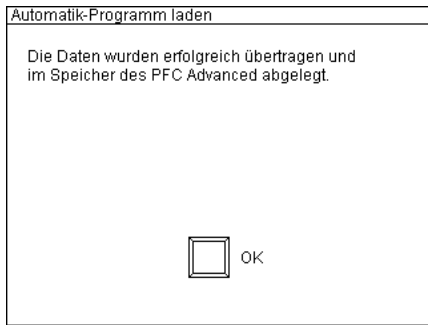 Automatik-Programm laden
Die Daten wurden erfolgreich übertragen und
im Speicher des PFC Advanced abgelegt.
OK